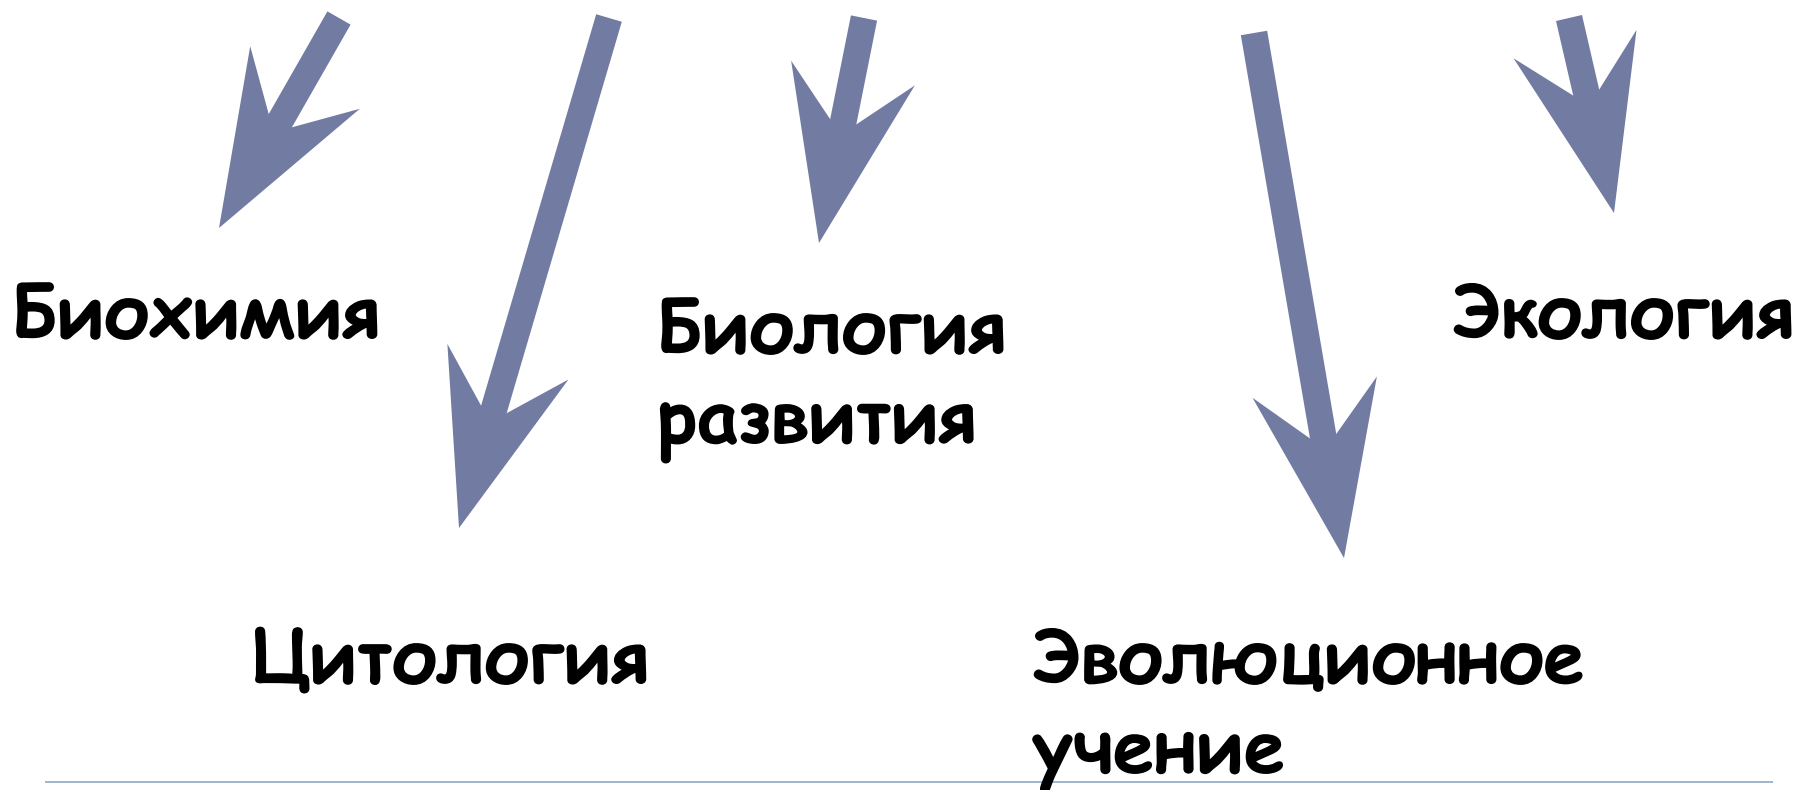 Биохимия
Биология
развития
Экология
Цитология
Эволюционное
учение